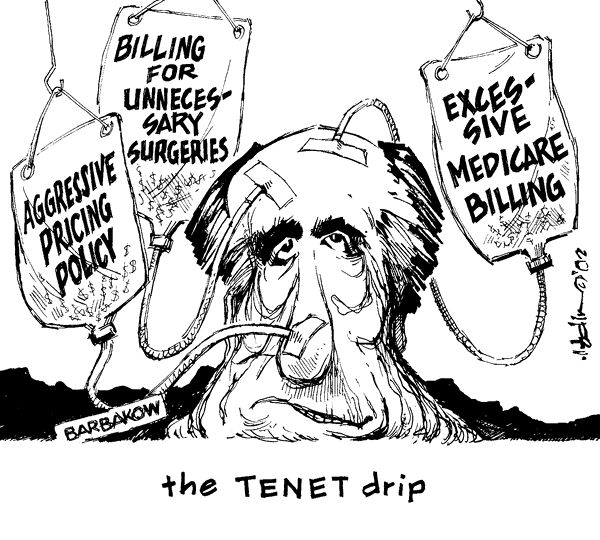 BILLING
FOR
UNNECES-
SARY
SURGERIES
AGGRESSIVE
PRICING
POLICY
EXCES-
SIVE
MEDICARE
BILLING
BARBAKOW
the TENET drip